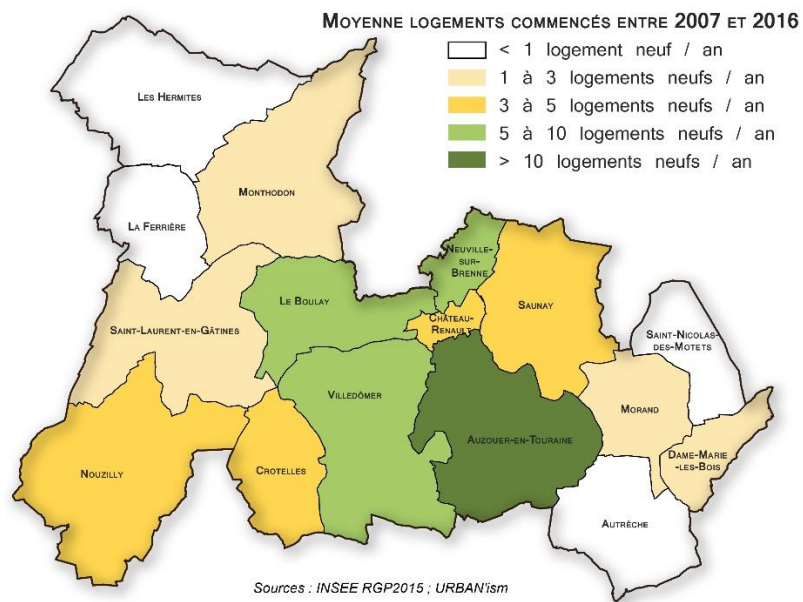 MOYENNE LOGEMENTS COMMENCÉS ENTRE 2007 ET 2016
< 1 logement neuf / an
1 à 3 logements neufs / an
3 à 5 logements neufs / an
5 à 10 logements neufs / an
> 10 logements neufs / an
LES HERMITES
MONTHODON
LA FERRIÈRE
NEUVILLE-
SUR-
BRENNE
LE BOULAY
SAUNAY
CHÂTEAU-
RENAULT
SAINT-LAURENT-EN-GÂTINES
SAINT-NICOLAS-
DES-MOTETS
VILLEDÔMER
MORAND
AUZOUER-EN-TOURAINE
DAME-MARIE
-LES-BOIS
NOUZILLY
CROTELLES
AUTRÈCHE
Sources : INSEE RGP2015 ; URBAN'ism